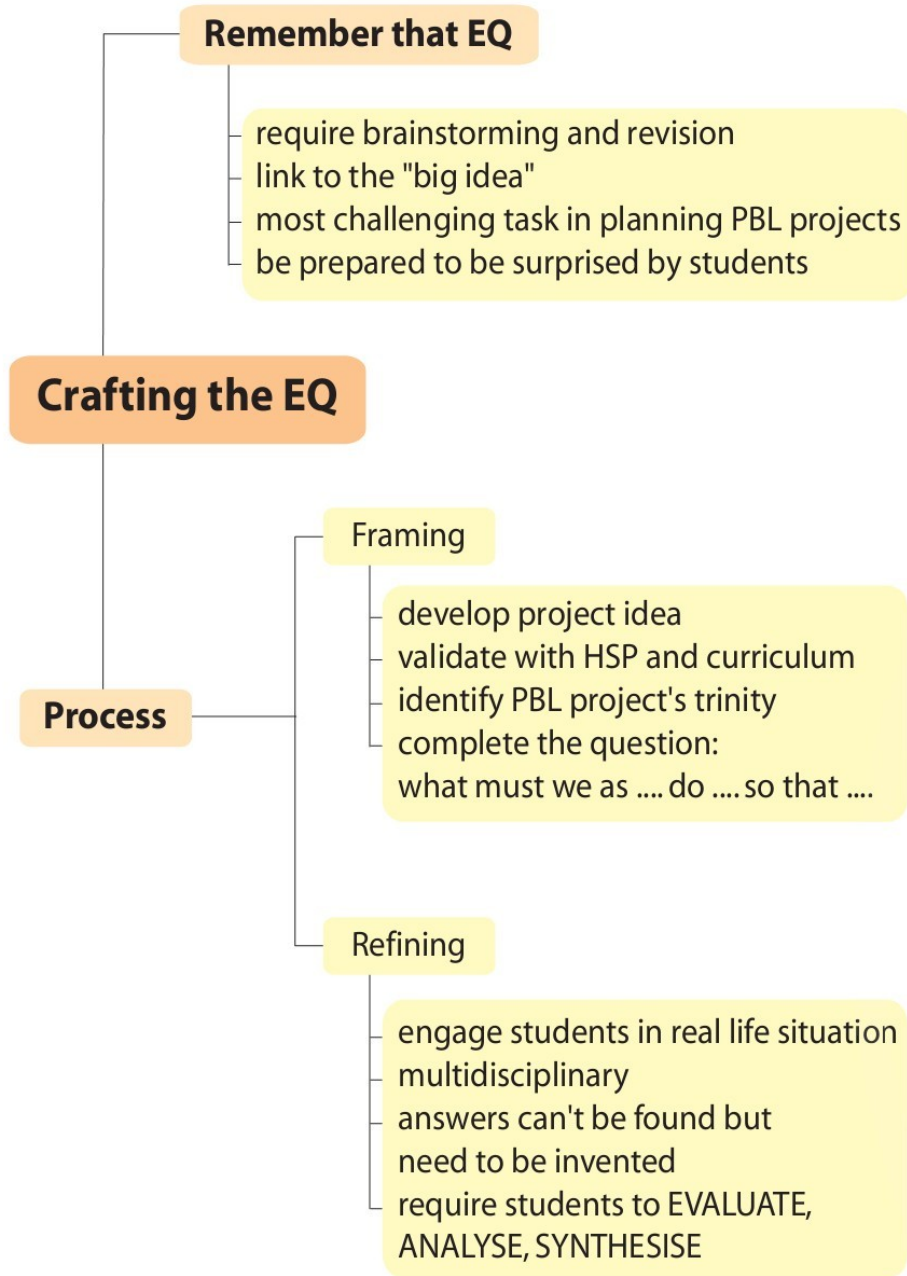 Remember that EQ
require brainstorming and revision
link to the "big idea"
most challenging task in planning PBL projects
be prepared to be surprised by students
Crafting the EQ
Process
Framing
develop project idea
validate with HSP and curriculum
identify PBL project's trinity
complete the question:
what must we as .... do .... so that ....
Refining
engage students in real life situation
multidisciplinary
answers can't be found but
need to be invented
require students to EVALUATE,
ANALYSE, SYNTHESISE